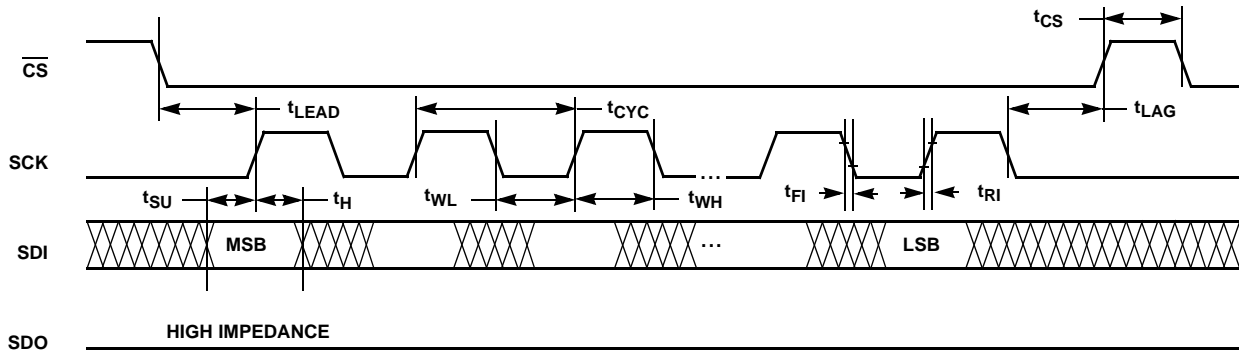 tCS
CS
tLEAD
tCYC
tLAG
SCK
...
tSU
tH
tWL
tWH
tFI
tRI
SDI
MSB
...
LSB
HIGH IMPEDANCE
SDO